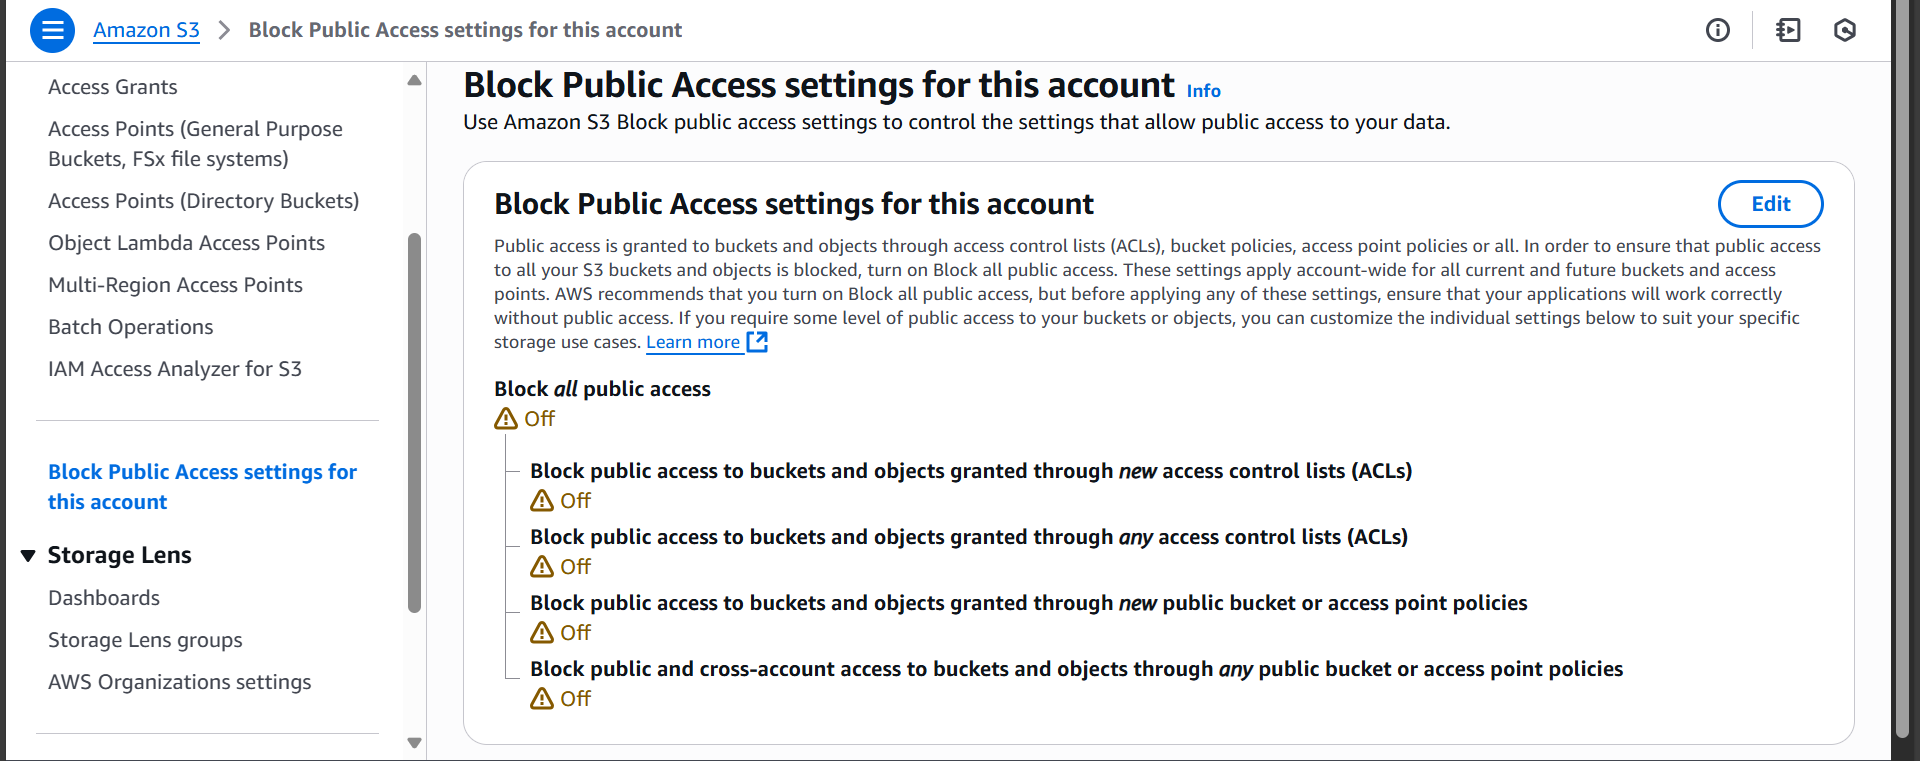 Amazon S3 > Block Public Access settings for this account
Access Grants
Access Points (General Purpose
Buckets, FSx file systems)
Access Points (Directory Buckets)
Object Lambda Access Points
Multi-Region Access Points
Batch Operations
IAM Access Analyzer for S3
Block Public Access settings for
this account
Storage Lens
Dashboards
Storage Lens groups
AWS Organizations settings
Block Public Access settings for this account Info
Use Amazon S3 Block public access settings to control the settings that allow public access to your data.
Block Public Access settings for this account
Edit
Public access is granted to buckets and objects through access control lists (ACLs), bucket policies, access point policies or all. In order to ensure that public access
to all your S3 buckets and objects is blocked, turn on Block all public access. These settings apply account-wide for all current and future buckets and access
points. AWS recommends that you turn on Block all public access, but before applying any of these settings, ensure that your applications will work correctly
without public access. If you require some level of public access to your buckets or objects, you can customize the individual settings below to suit your specific
storage use cases. Learn more
Block all public access
Off
Block public access to buckets and objects granted through new access control lists (ACLs)
Off
Block public access to buckets and objects granted through any access control lists (ACLs)
Off
Block public access to buckets and objects granted through new public bucket or access point policies
Off
Block public and cross-account access to buckets and objects through any public bucket or access point policies
Off